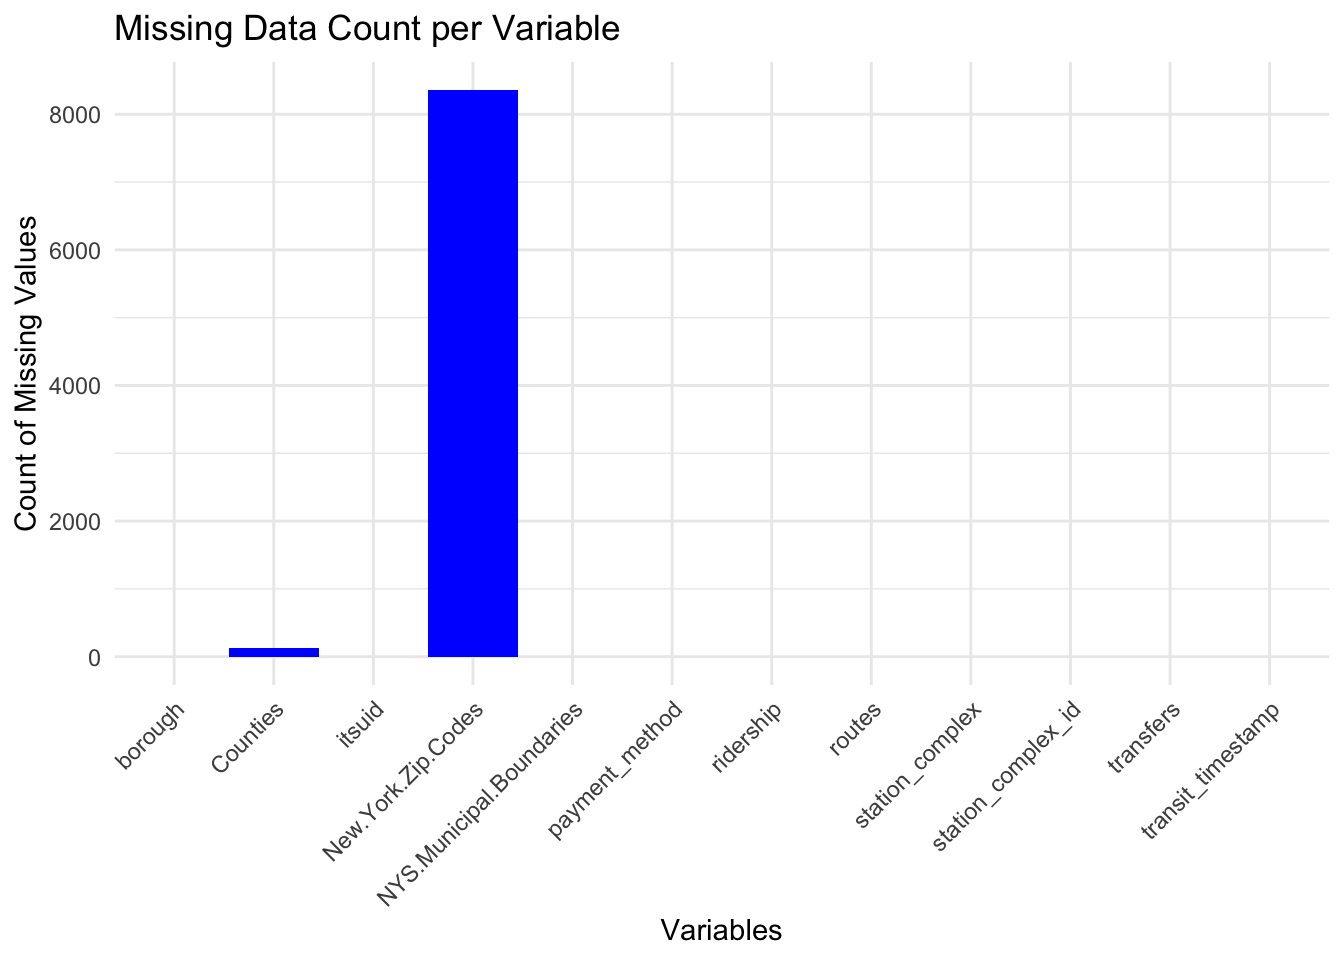 Missing Data Count per Variable
Count of Missing Values
8000
6000
4000
2000
0
borough
Counties
itsuid
New.York.Zip.Codes
NYS.Municipal.Boundaries
payment_method
ridership
routes
station_complex
station_complex_id
transfers
transit_timestamp
Variables